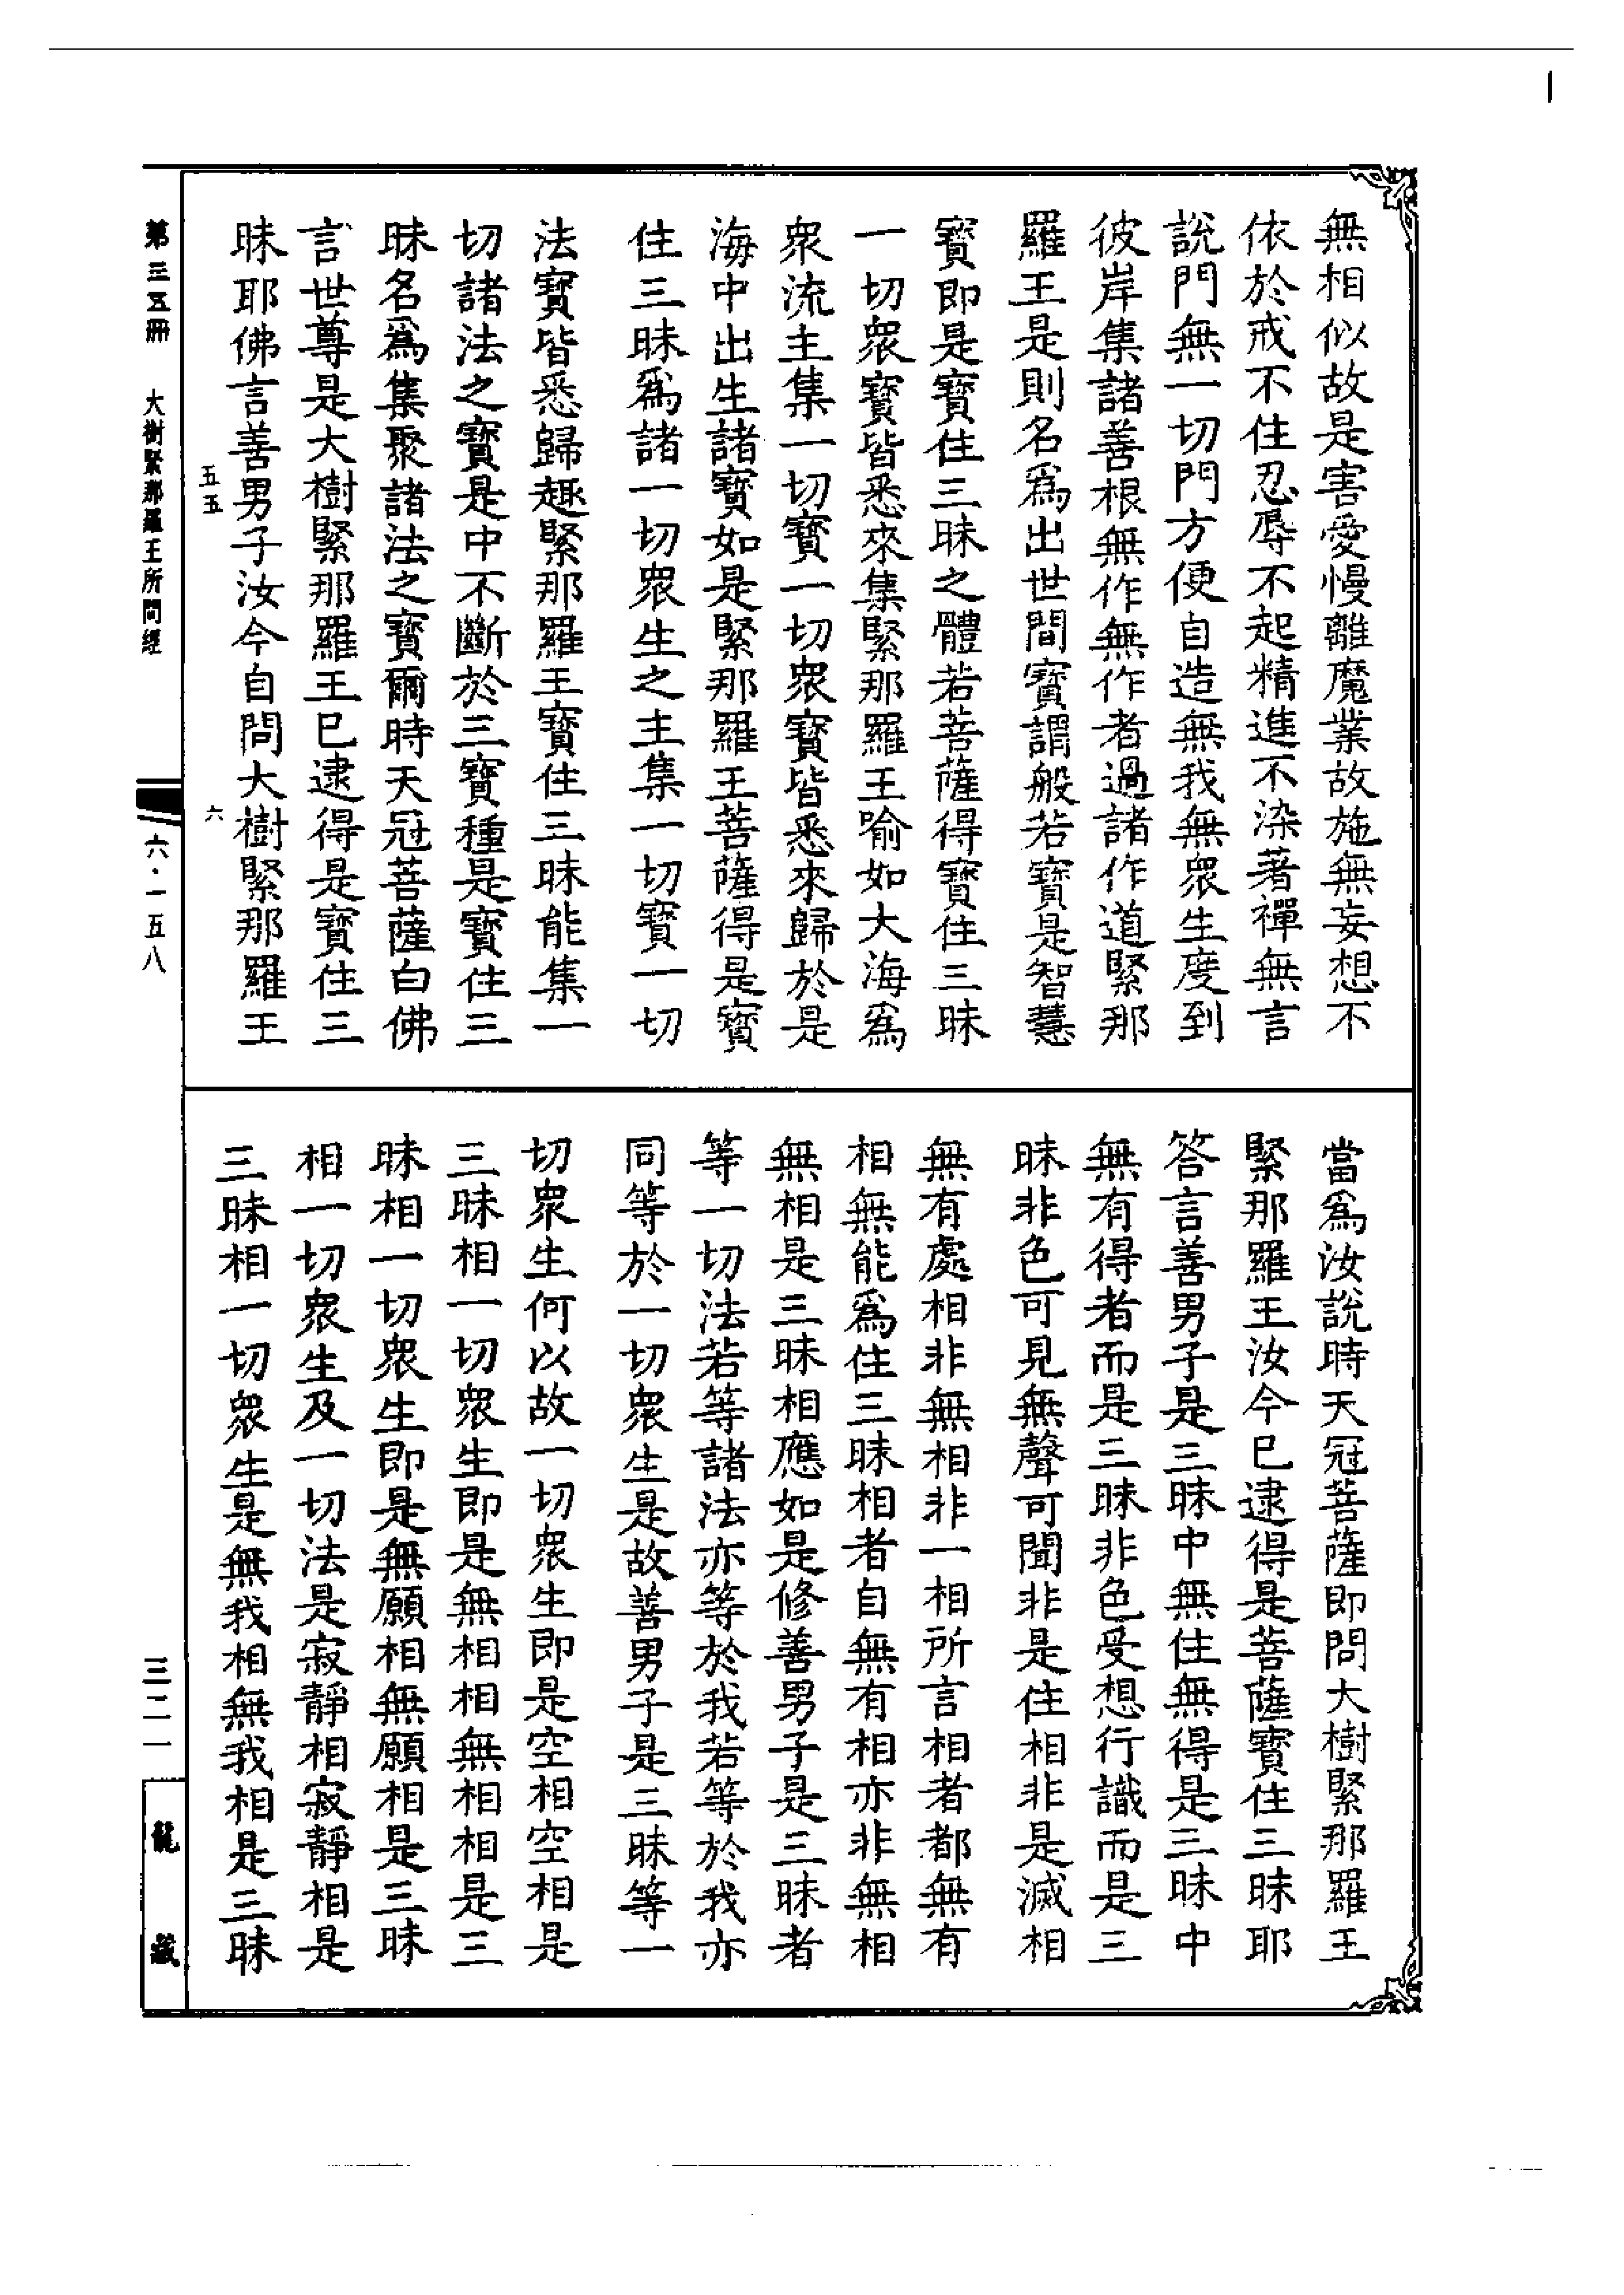 無相似故是害愛慢離魔業故施無妄想不
依於戒不住忍辱不起精進不染著禪無言
說門無一切門方便自造無我無衆生度到
彼岸集諸善根無作無作者過諸作道緊那
羅王是則名爲出世間寶謂般若寶是智慧
寳即是寳住三昧之體若菩薩得寳住三昧
一切衆寳皆悉來集緊那羅王喻如大海爲
衆流主集一切寳一切衆寳皆悉來歸於是
海中出生諸寳如是緊那羅王菩薩得是寳
住三昧爲諸一切衆生之主集一切寳一切
法寳皆悉歸趣緊那羅王寳住三昧能集一
切諸法之寳是中不斷於三寳種是寳住三
昧名爲集聚諸法之寳爾時天冠菩薩白佛
言世尊是大樹緊那羅王已逮得是寳住三
昧耶佛言善男子汝今自問大樹緊那羅王
當爲汝說時天冠菩薩即問大樹緊那羅王
緊那羅王汝今已逮得是菩薩寳住三昧耶
答言善男子是三昧中無住無得是三昧中
無有得者而是三昧非色受想行識而是三
昧非色可見無聲可聞非是住相非是滅相
無有處相非無相非一相所言相者都無有
相無能爲住三昧相者自無有相亦非無相
無相是三昧相應如是修善男子是三昧者
等一切法若等諸法亦等於我若等於我亦
同等於一切衆生是故善男子是三昧等一
切衆生何以故一切衆生即是空相空相是
三昧相一切衆生即是無相相無相相是三
昧相一切衆生即是無願相無願相是三昧
相一切衆生及一切法是寂靜相寂靜相是
三昧相一切衆生是無我相無我相是三昧
五五
六
第三五冊 大樹緊那羅王所問經
六·一五八
三二一
龍藏